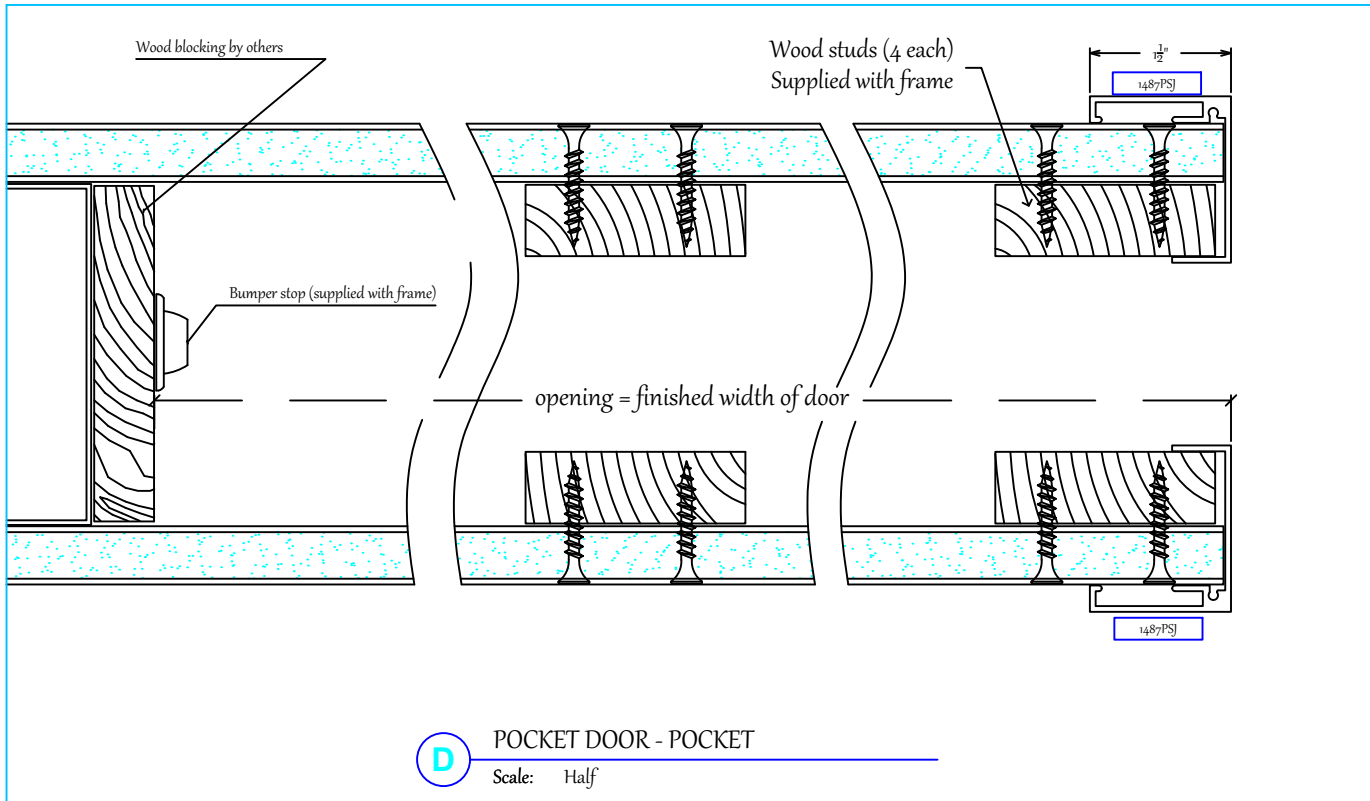 Wood blocking by others
Wood studs (4 each)
Supplied with frame
1½"
1487PSJ
Bumper stop (supplied with frame)
opening = finished width of door
1487PSJ
D
POCKET DOOR - POCKET
Scale: Half